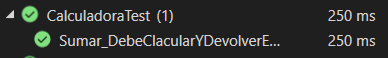 CalculadoraTest (1) 250 ms
Sumar_DebeClacularYDevolverE... 250 ms